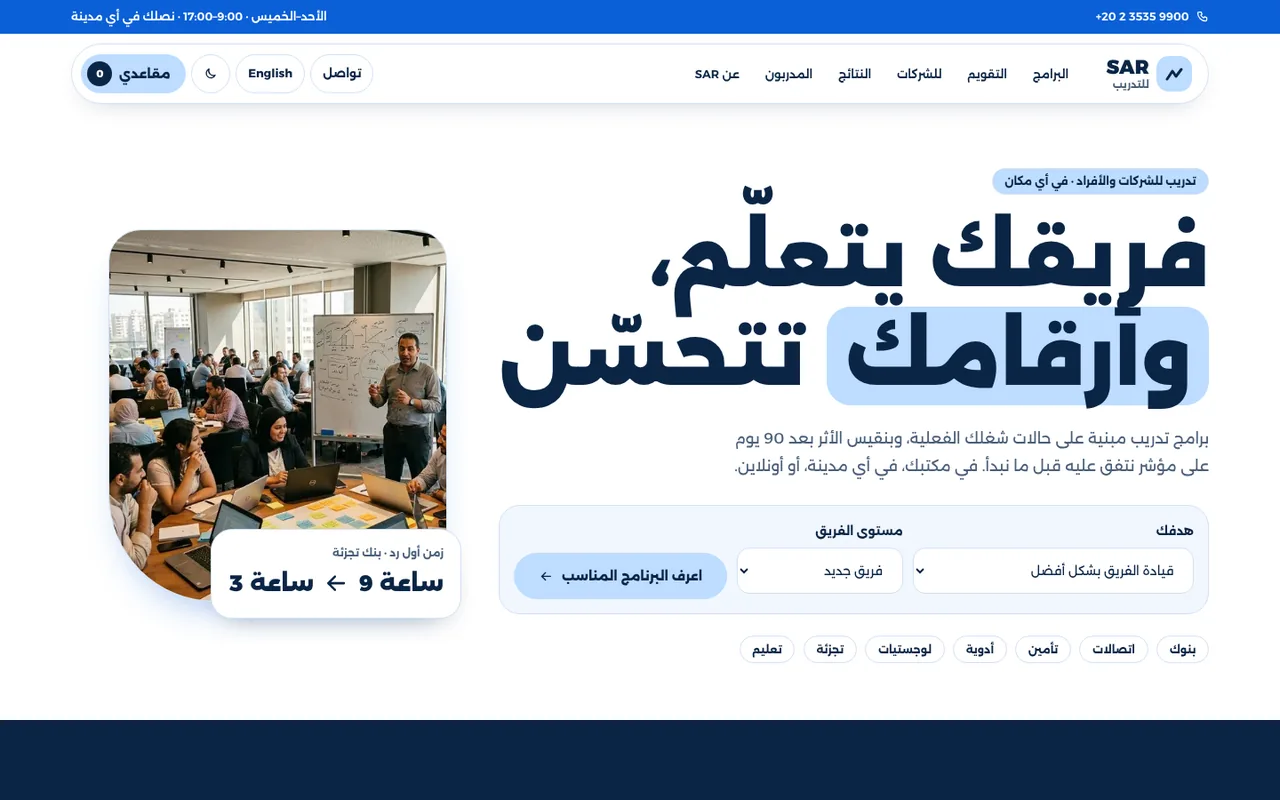 +20 2 3535 9900
الأحد–الخميس · 9:00–17:00 · نصلك في أي مدينة
SAR
للتدريب
البرامج
التقويم
للشركات
النتائج
المدربون
عن SAR
تواصل
English
مقاعدي 0
تدريب للشركات والأفراد · في أي مكان
فريقك يتعلّم،
وأرقامك تتحسّن
برامج تدريب مبنية على حالات شغلك الفعلية، وبنقيس الأثر بعد 90 يوم
على مؤشر نتفق عليه قبل ما نبدأ. في مكتبك، في أي مدينة، أو أونلاين.
هدفك
قيادة الفريق بشكل أفضل
مستوى الفريق
فريق جديد
اعرف البرنامج المناسب ←
بنوك
اتصالات
تأمين
أدوية
لوجستيات
تجزئة
تعليم
زمن أول رد · بنك تجزئة
9 ساعة ← 3 ساعة